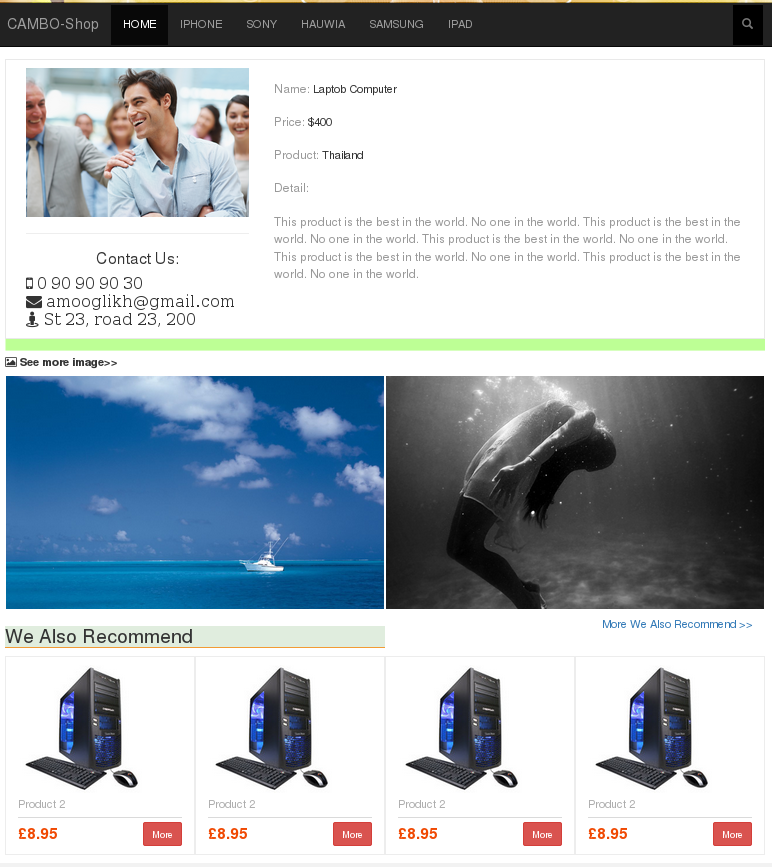 CAMBO-Shop HOME IPHONE SONY HAUWIA SAMSUNG IPAD
Name: Laptob Computer
Price: $400
Product: Thailand
Detail:
This product is the best in the world. No one in the world. This product is the best in the
world. No one in the world. This product is the best in the world. No one in the world.
This product is the best in the world. No one in the world. This product is the best in the
world. No one in the world.
Contact Us:
0 90 90 90 30
amooglikh@gmail.com
St 23, road 23, 200
See more image>>
We Also Recommend
More We Also Recommend >>
Product 2
£8.95 More
Product 2
£8.95 More
Product 2
£8.95 More
Product 2
£8.95 More